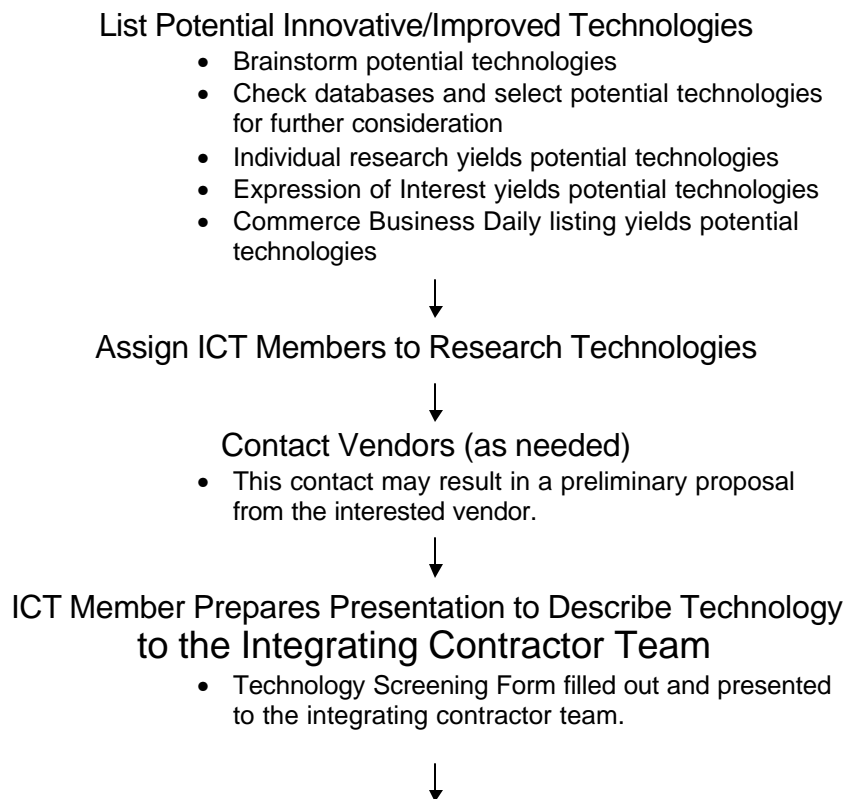 List Potential Innovative/Improved Technologies
• Brainstorm potential technologies
• Check databases and select potential technologies
for further consideration
• Individual research yields potential technologies
• Expression of Interest yields potential technologies
• Commerce Business Daily listing yields potential
technologies
Assign ICT Members to Research Technologies
Contact Vendors (as needed)
• This contact may result in a preliminary proposal
from the interested vendor.
ICT Member Prepares Presentation to Describe Technology
to the Integrating Contractor Team
• Technology Screening Form filled out and presented
to the integrating contractor team.